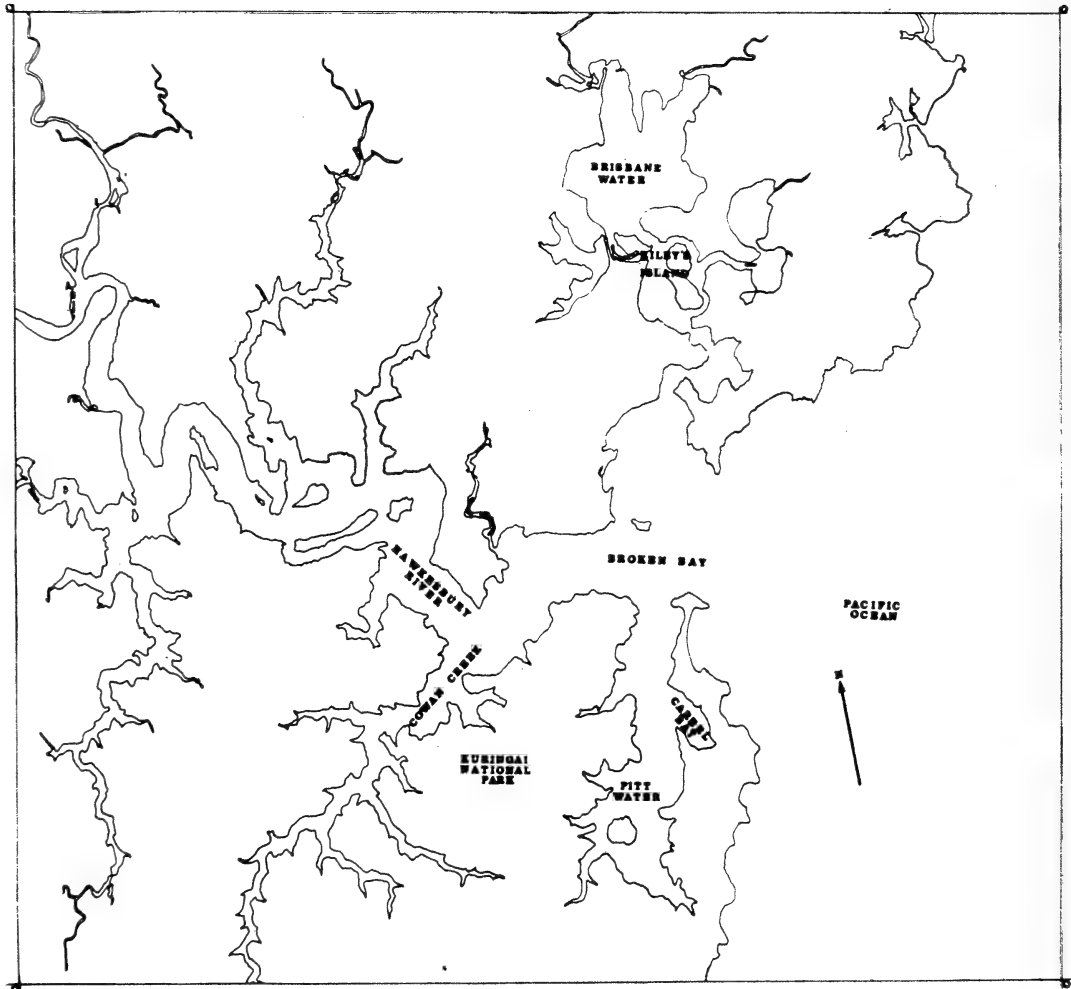 BRISBANE
WATER
RILEY'S
ISLAND
BROKEN BAY
HAWKESBURY
RIVER
PACIFIC
OCEAN
COWAN CREEK
N
CAREEL
BAY
KURINGAI
NATIONAL
PARK
PITT
WATER